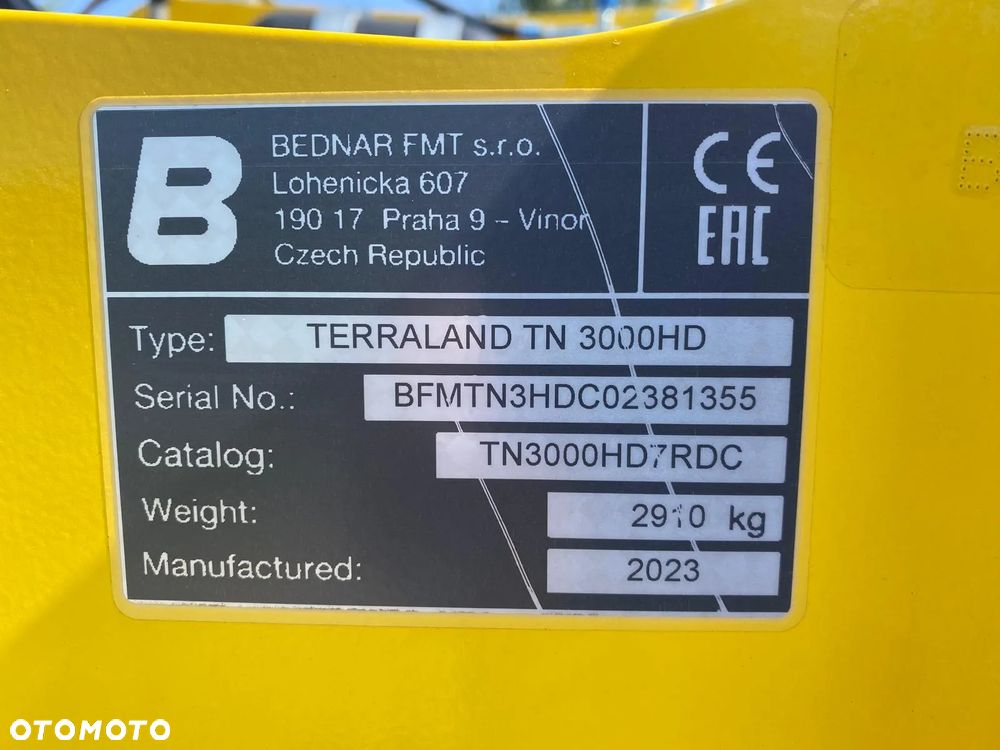 B
BEDNAR FMT s.r.o.
Lohenicka 607
190 17 Praha 9 – Vinor
Czech Republic
CE
EAC
Type: TERRALAND TN 3000HD
Serial No.: BFMTN3HDC02381355
Catalog: TN3000HD7RDC
Weight: 2910 kg
Manufactured: 2023
OTOMOTO